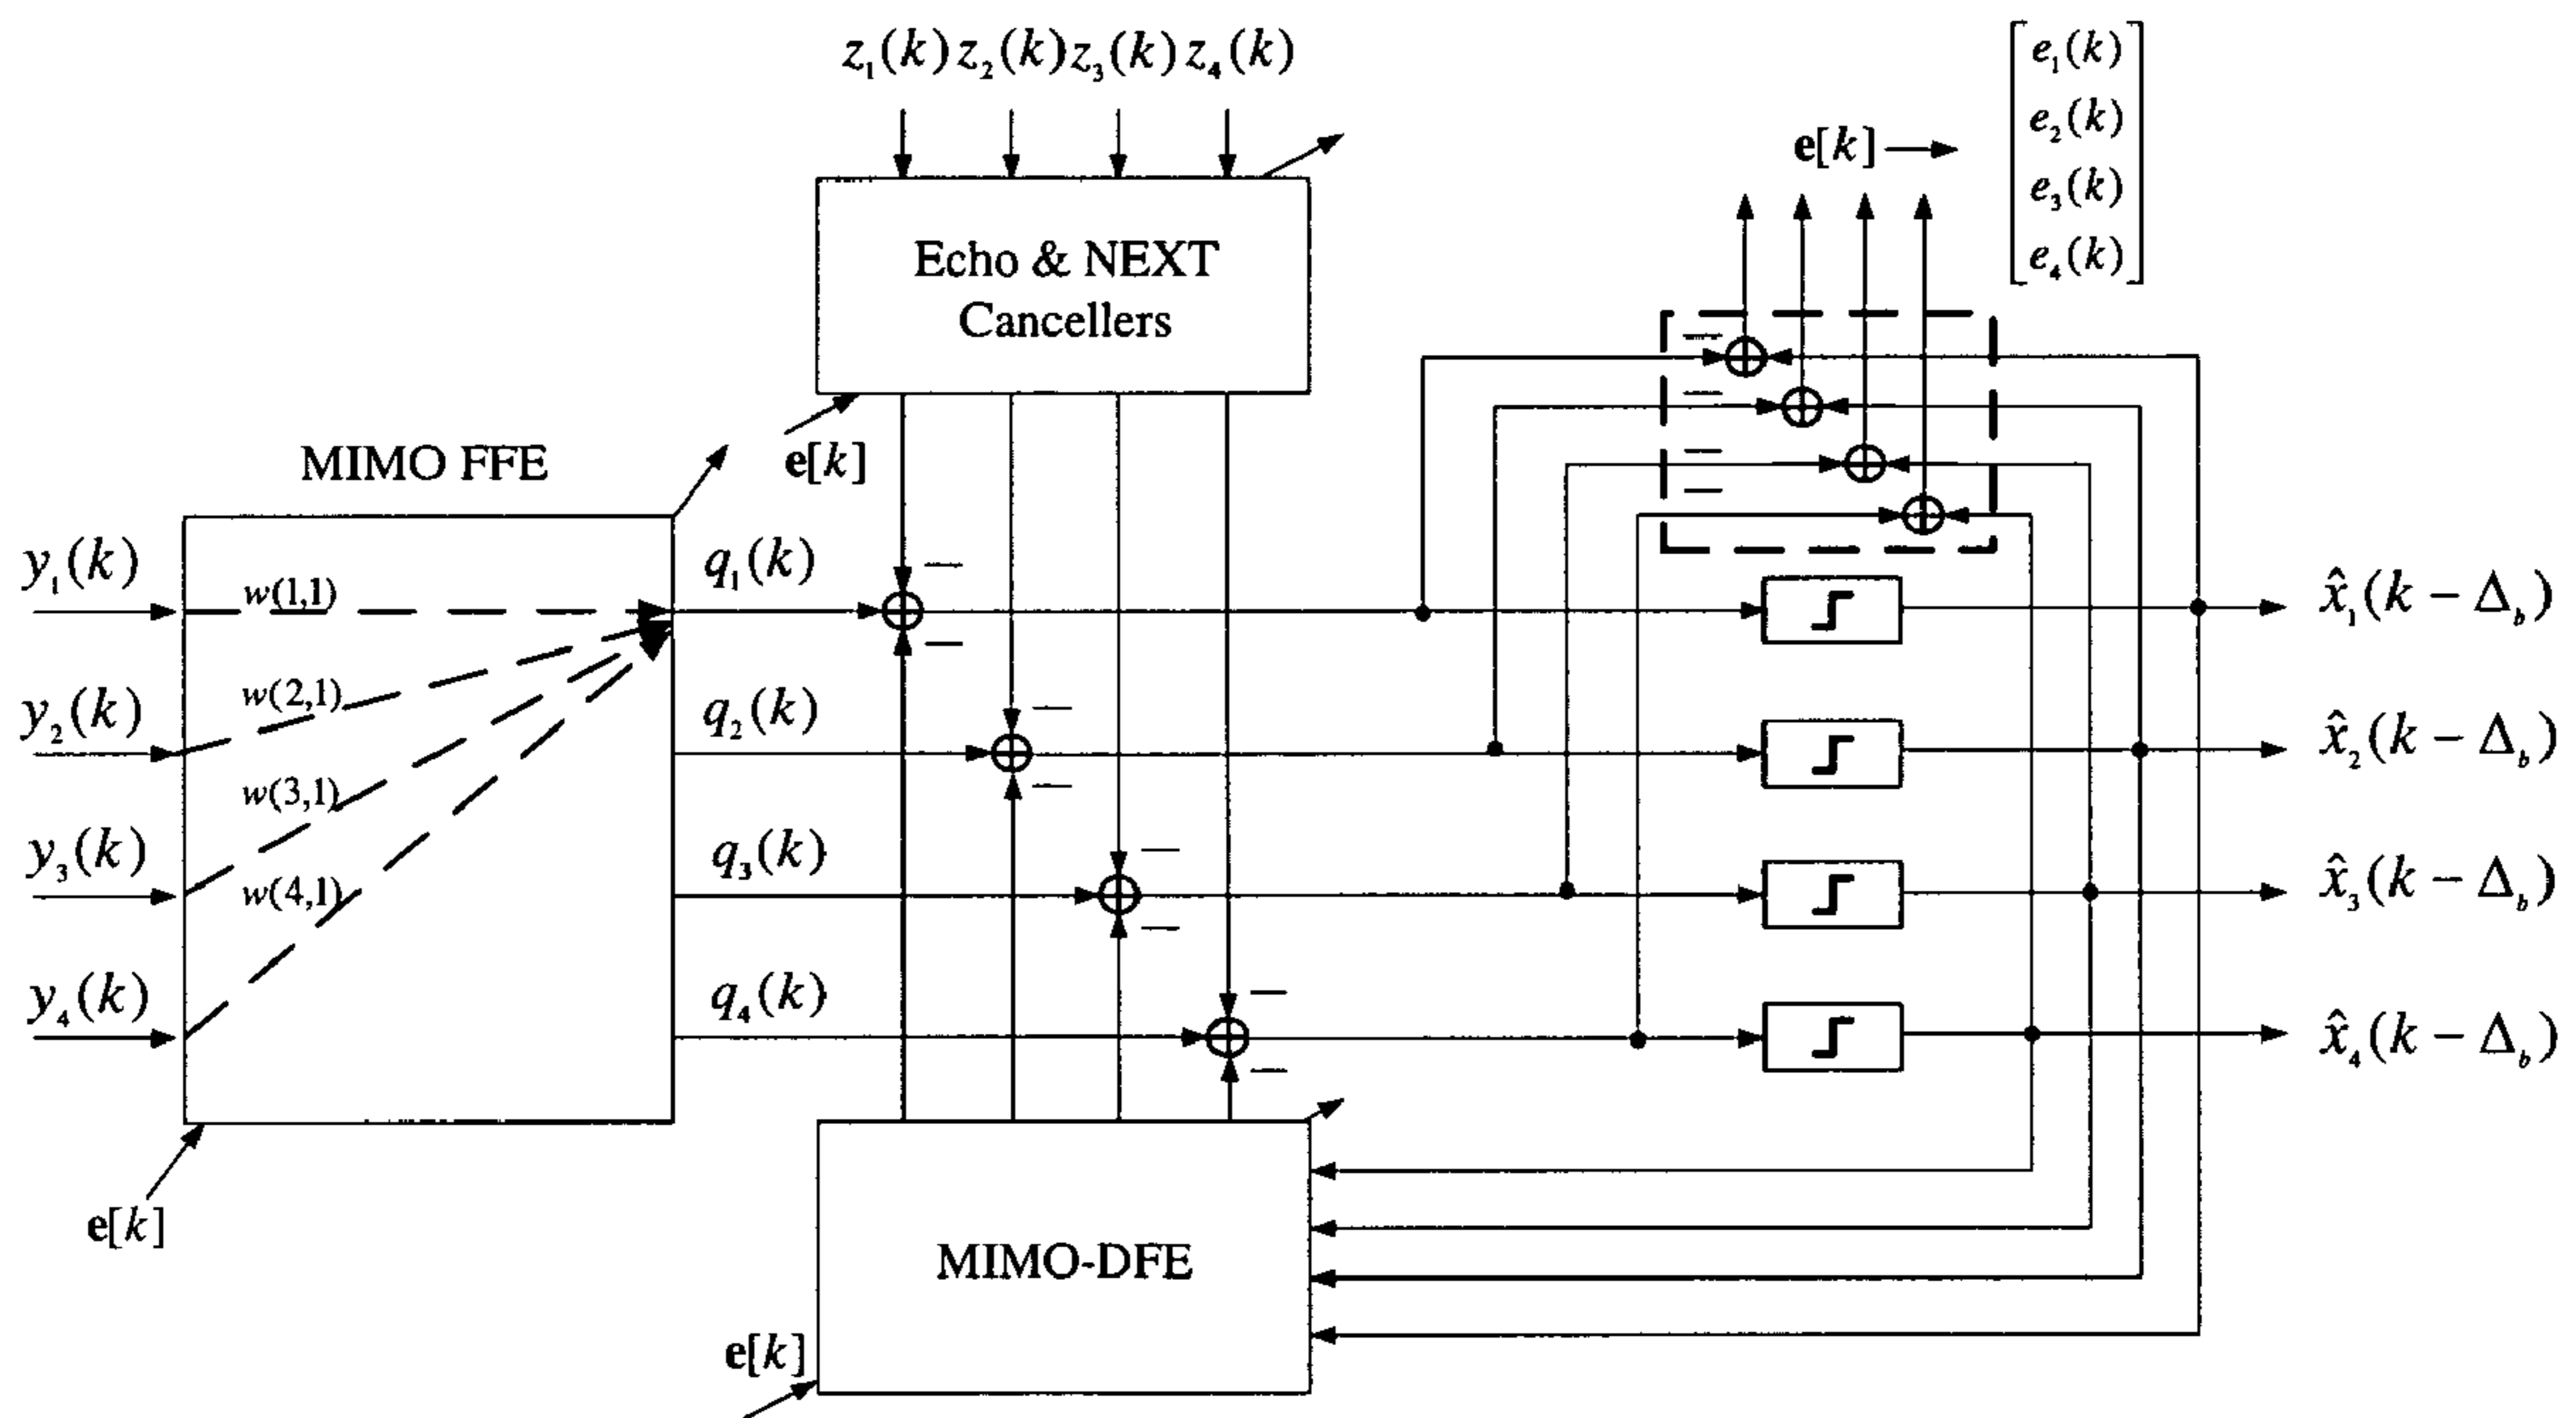 z₁(k) z₂(k) z₃(k) z₄(k)
e₁(k)
e₂(k)
e₃(k)
e₄(k)
e[k]
Echo & NEXT
Cancellers
e[k]
MIMO FFE
y₁(k)
w(1,1)
q₁(k)
x̂₁(k − Δ_b)
y₂(k)
w(2,1)
q₂(k)
x̂₂(k − Δ_b)
y₃(k)
w(3,1)
q₃(k)
x̂₃(k − Δ_b)
y₄(k)
w(4,1)
q₄(k)
x̂₄(k − Δ_b)
e[k]
MIMO-DFE
e[k]